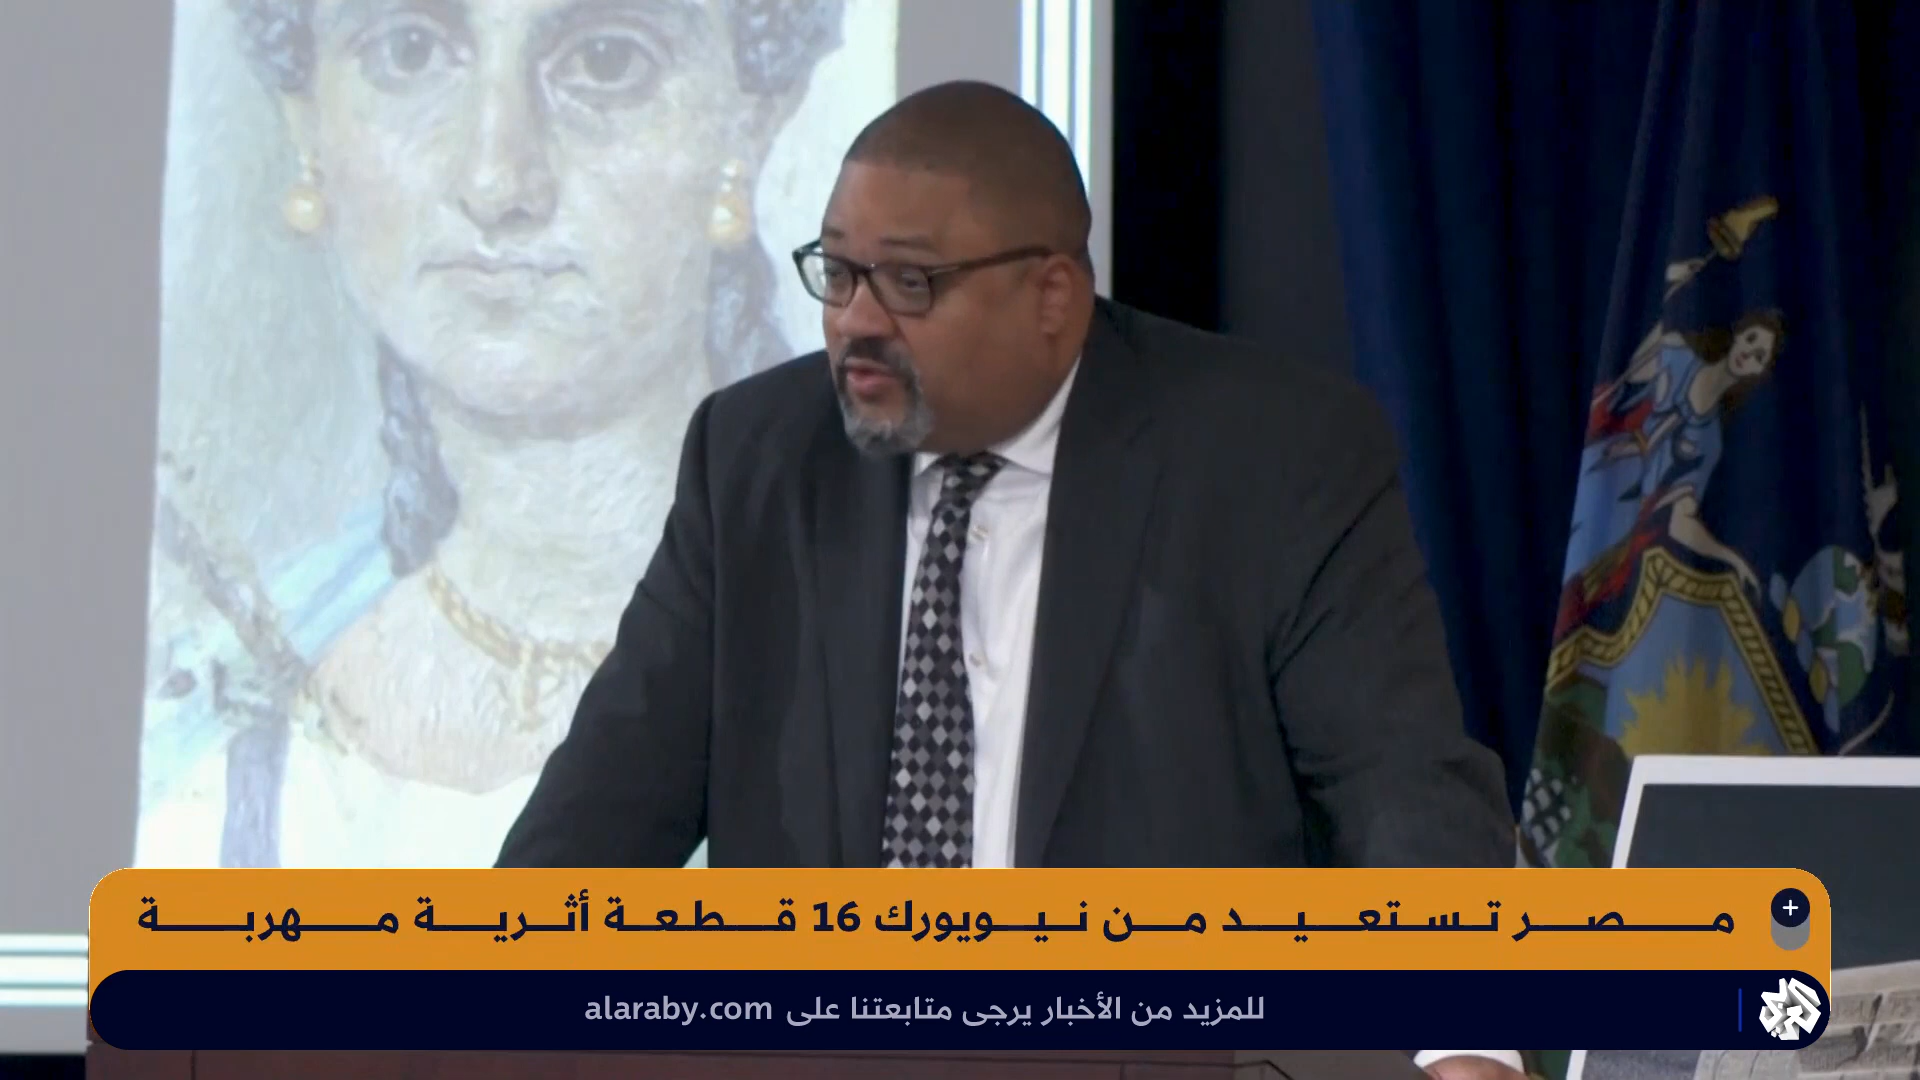 مصر تستعيد من نيويورك 16 قطعة أثرية مهربة
للمزيد من الأخبار يرجى متابعتنا على alaraby.com